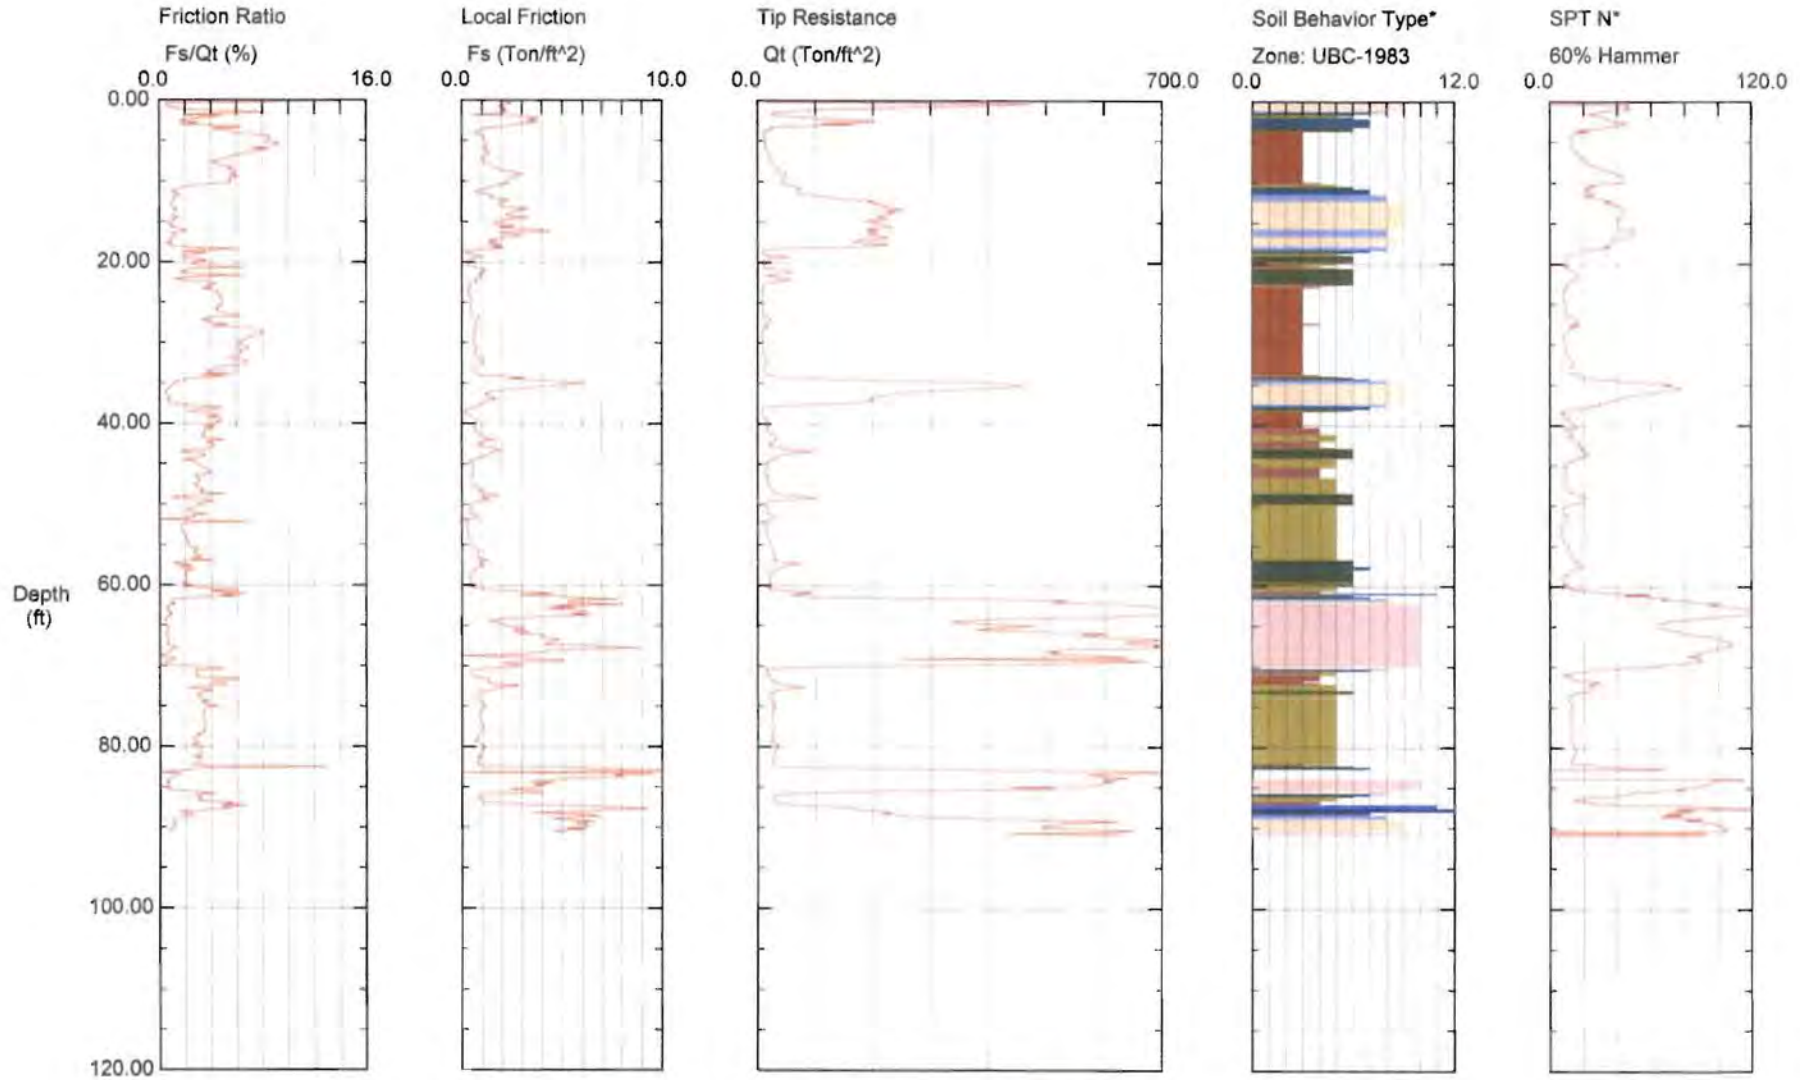 Friction Ratio
Fs/Qt (%)
0.0 16.0
Local Friction
Fs (Ton/ft^2)
0.0 10.0
Tip Resistance
Qt (Ton/ft^2)
0.0 700.0
Soil Behavior Type*
Zone: UBC-1983
0.0 12.0
SPT N*
60% Hammer
0.0 120.0
0.00
20.00
40.00
60.00
Depth
(ft)
80.00
100.00
120.00